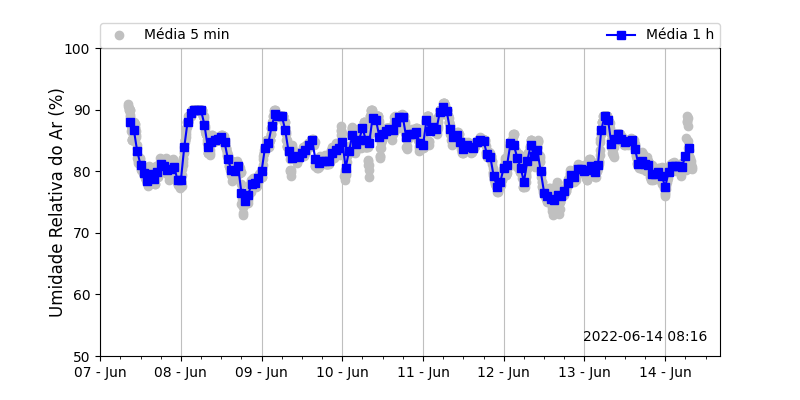 Média 5 min
Média 1 h
Umidade Relativa do Ar (%)
100
90
80
70
60
50
2022-06-14 08:16
07 - Jun
08 - Jun
09 - Jun
10 - Jun
11 - Jun
12 - Jun
13 - Jun
14 - Jun